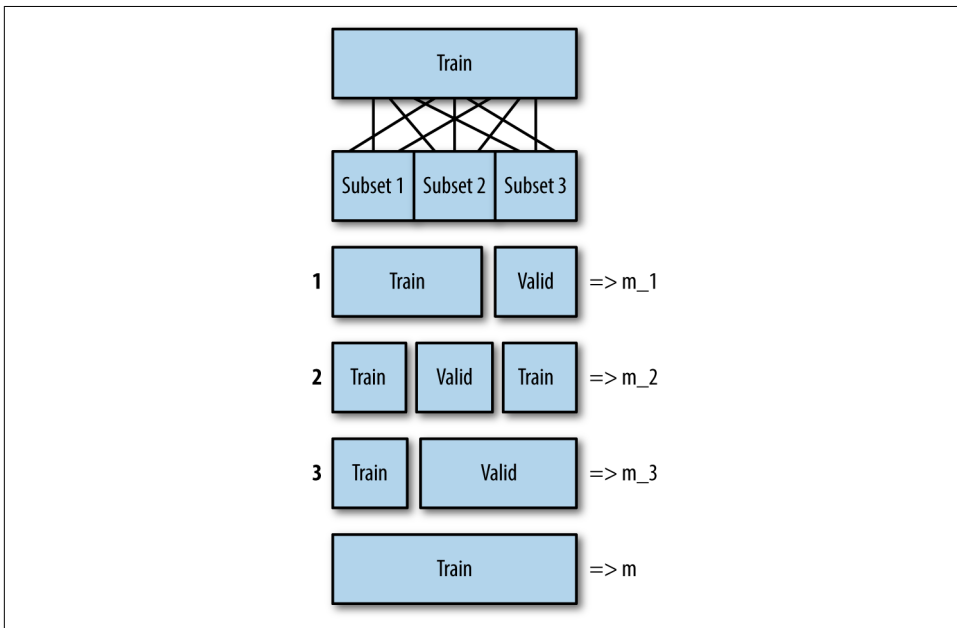 Train
Subset 1 Subset 2 Subset 3
1 Train Valid => m_1
2 Train Valid Train => m_2
3 Train Valid => m_3
Train => m